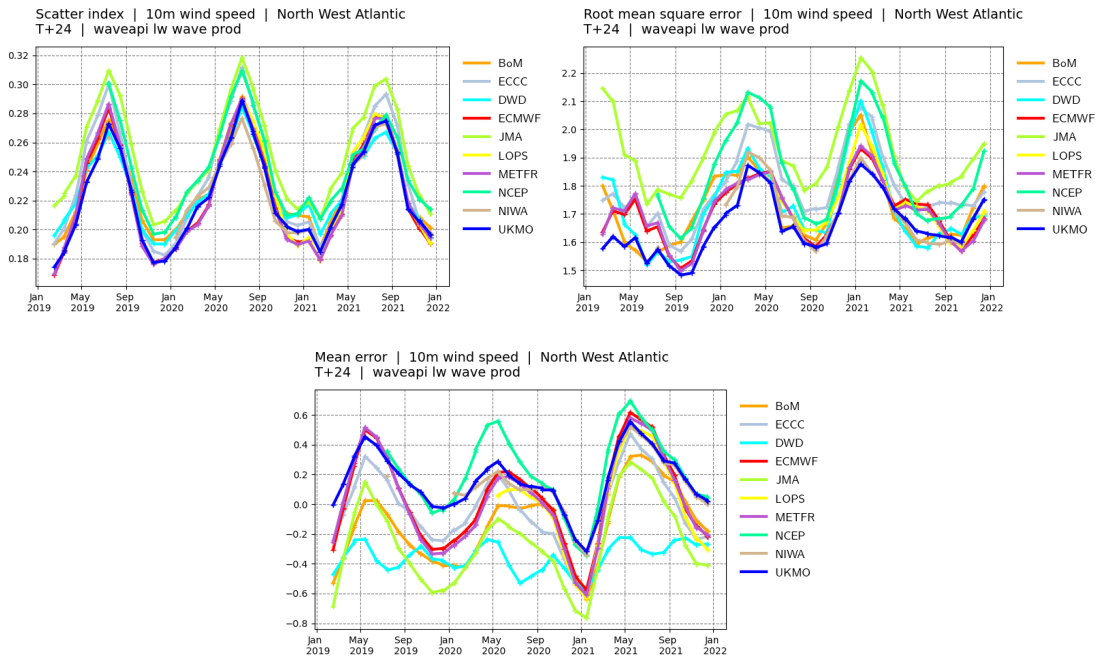 Scatter index | 10m wind speed | North West Atlantic
T+24 | waveapi lw wave prod
0.32
0.30
0.28
0.26
0.24
0.22
0.20
0.18
Jan 2019 May Sep Jan 2020 May Sep Jan 2021 May 2021 Sep 2021 Jan 2022
BoM
ECCC
DWD
ECMWF
JMA
LOPS
METFR
NCEP
NIWA
UKMO
Root mean square error | 10m wind speed | North West Atlantic
T+24 | waveapi lw wave prod
2.2
2.1
2.0
1.9
1.8
1.7
1.6
1.5
Jan May Sep Jan May Sep Jan May Sep Jan
2019 2019 2019 2020 2020 2020 2021 2021 2021 2022
BoM
ECCC
DWD
ECMWF
JMA
LOPS
METFR
NCEP
NIWA
UKMO
Mean error | 10m wind speed | North West Atlantic
T+24 | waveapi lw wave prod
0.6
0.4
0.2
0.0
−0.2
−0.4
−0.6
−0.8
Jan May Sep Jan May Sep Jan May Sep Jan
2019 2019 2019 2020 2020 2020 2021 2021 2021 2022
BoM
ECCC
DWD
ECMWF
JMA
LOPS
METFR
NCEP
NIWA
UKMO